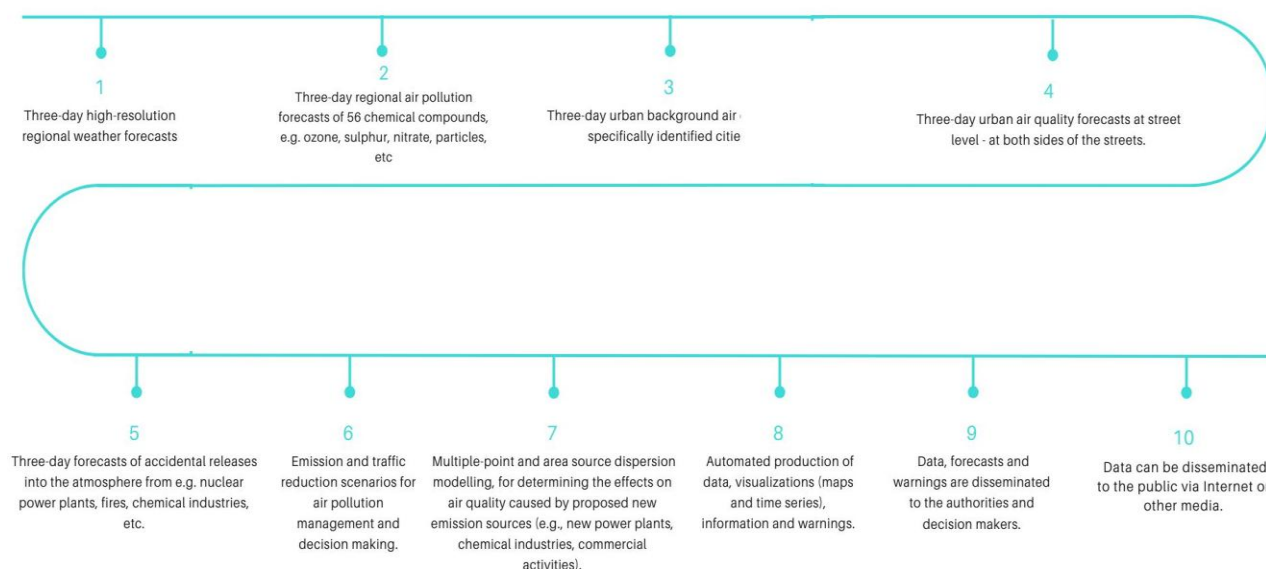 1
Three-day high-resolution
regional weather forecasts
2
Three-day regional air pollution
forecasts of 56 chemical compounds,
e.g. ozone, sulphur, nitrate, particles,
etc
3
Three-day urban background air
specifically identified citie
4
Three-day urban air quality forecasts at street
level - at both sides of the streets.
5
Three-day forecasts of accidental releases
into the atmosphere from e.g. nuclear
power plants, fires, chemical industries,
etc.
6
Emission and traffic
reduction scenarios for
air pollution
management and
decision making.
7
Multiple-point and area source dispersion
modelling, for determining the effects on
air quality caused by proposed new
emission sources (e.g., new power plants,
chemical industries, commercial
activities).
8
Automated production of
data, visualizations (maps
and time series),
information and warnings.
9
Data, forecasts and
warnings are disseminated
to the authorities and
decision makers.
10
Data can be disseminated
to the public via Internet o
other media.